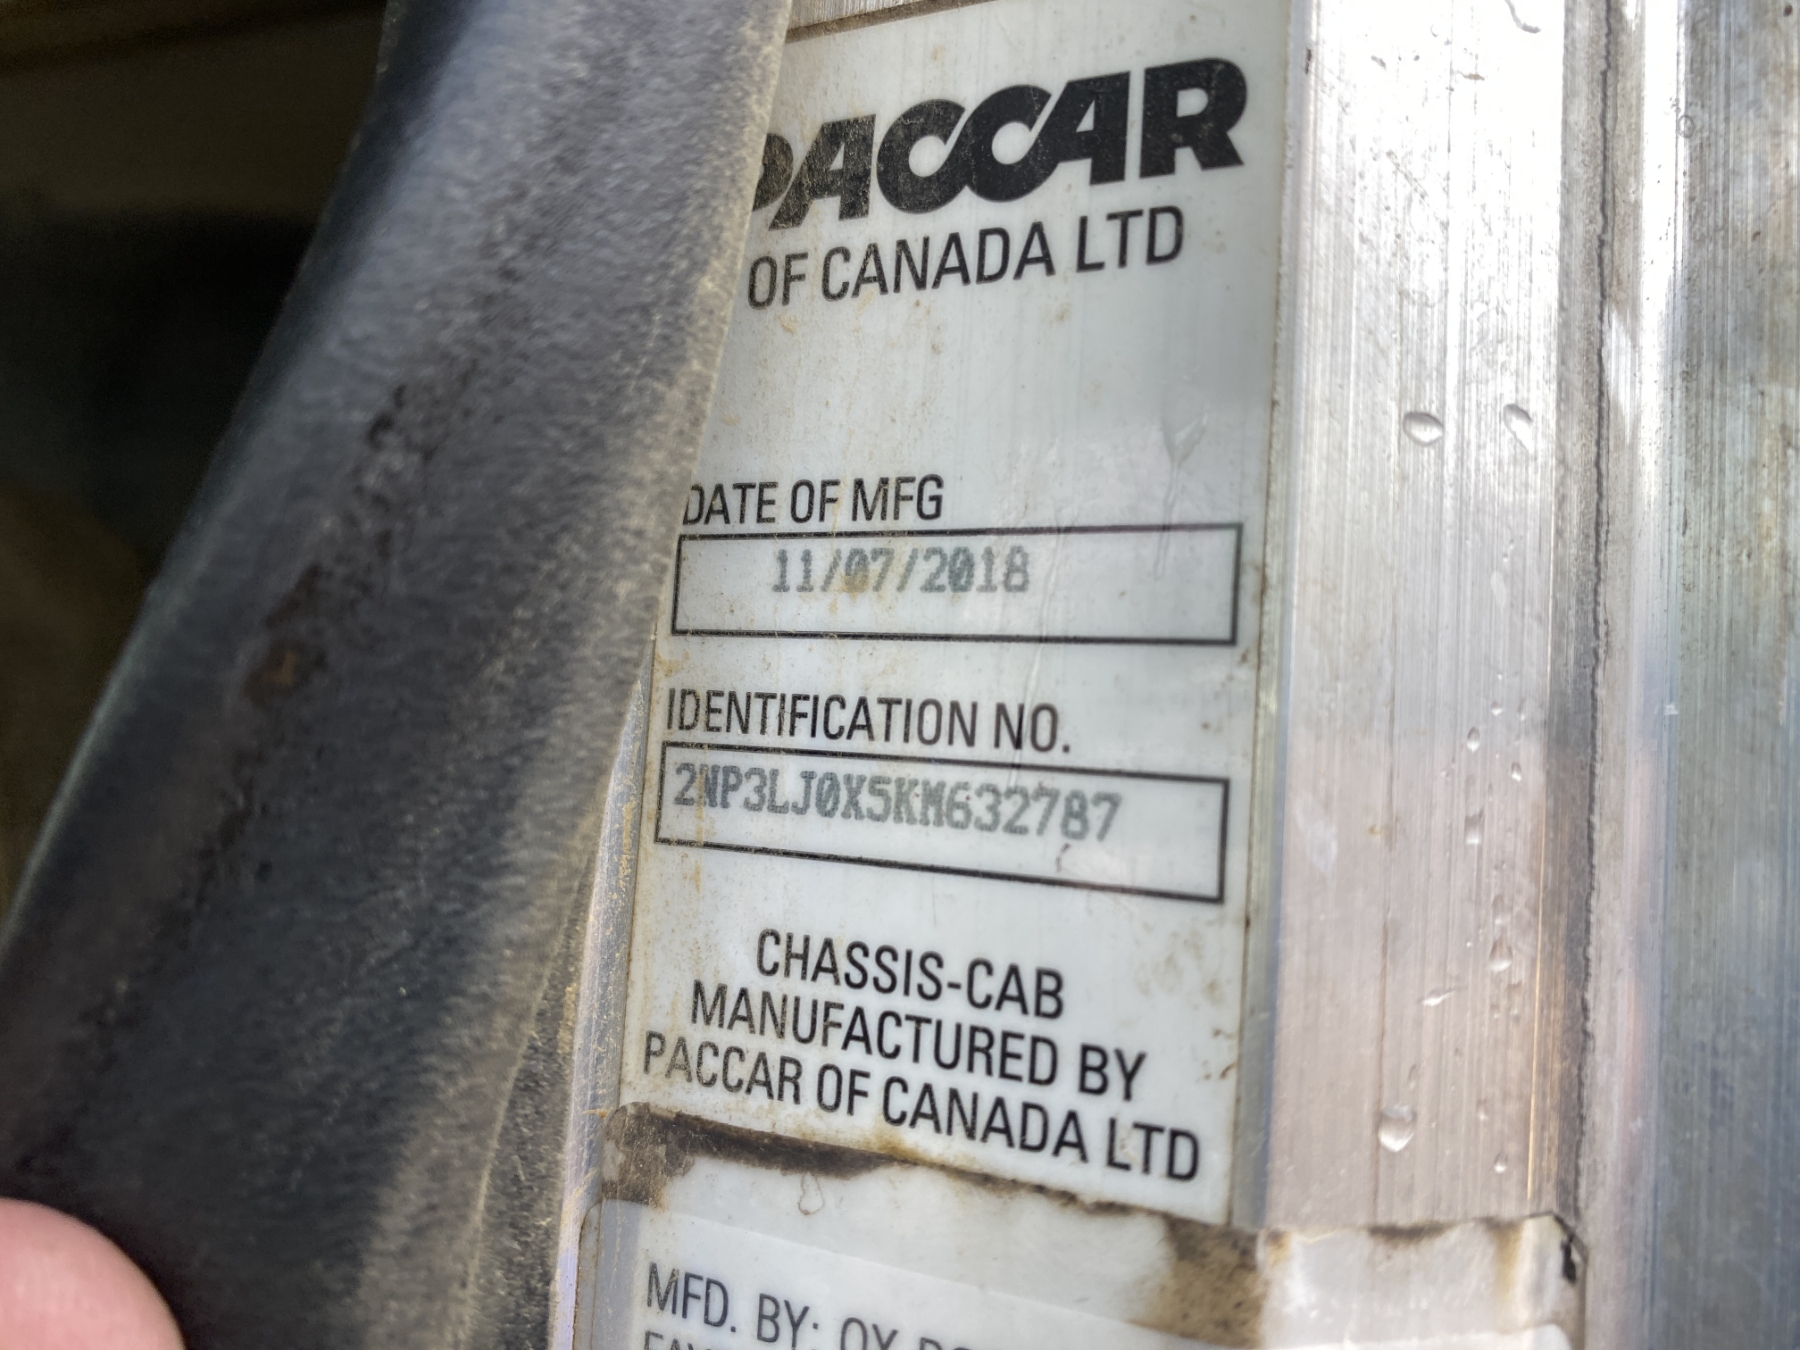 PACCAR
OF CANADA LTD
DATE OF MFG
11/07/2018
IDENTIFICATION NO.
2NP3LJ0X5KM632787
CHASSIS-CAB
MANUFACTURED BY
PACCAR OF CANADA LTD
MFD. BY: OX